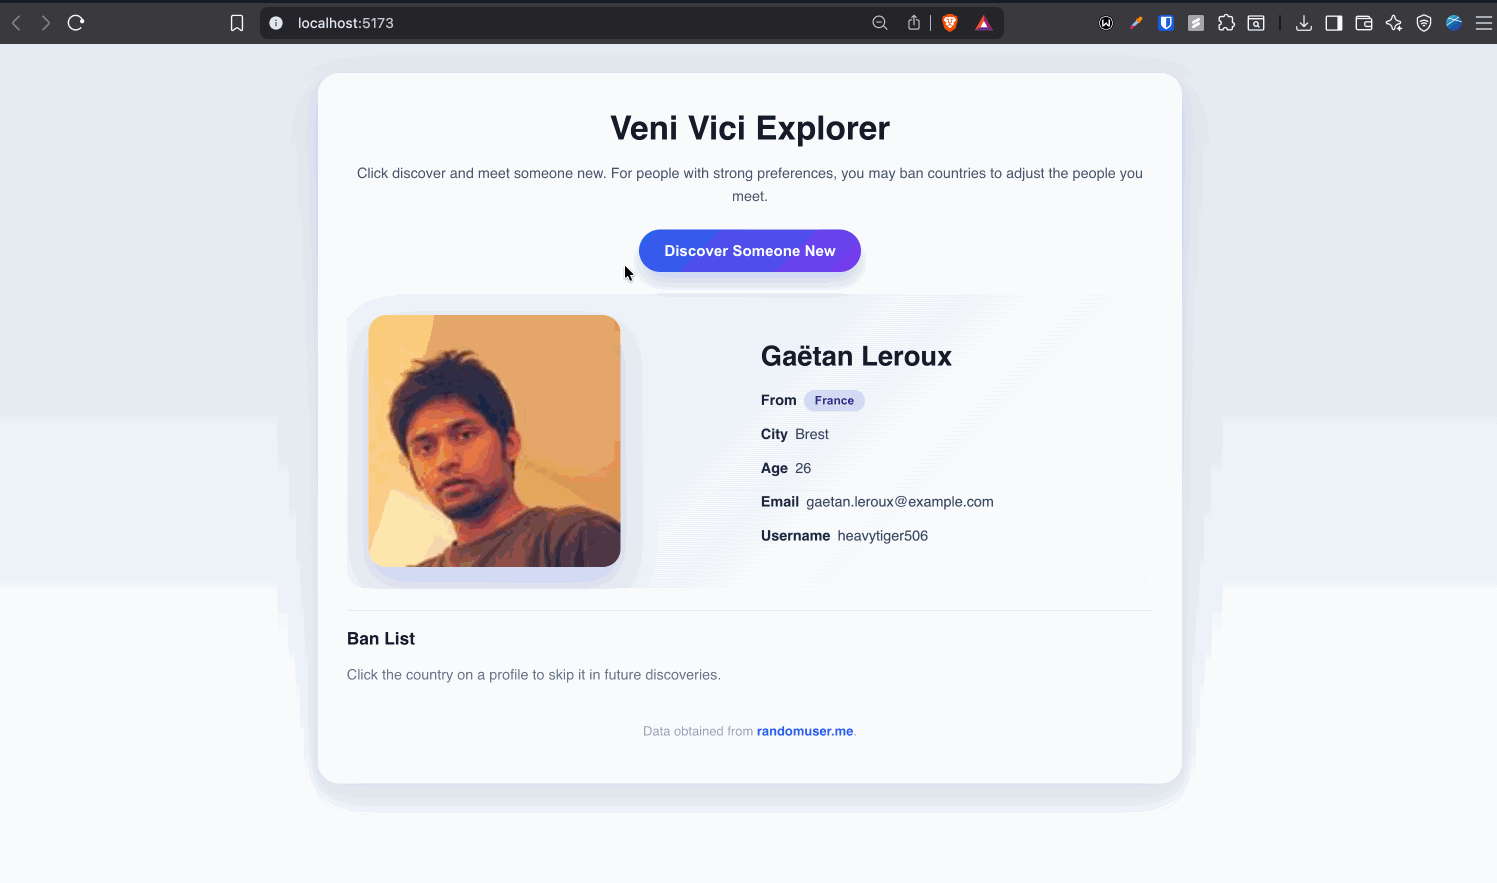 localhost:5173
Veni Vici Explorer
Click discover and meet someone new. For people with strong preferences, you may ban countries to adjust the people you
meet.
Discover Someone New
Gaëtan Leroux
From France
City Brest
Age 26
Email gaetan.leroux@example.com
Username heavytiger506
Ban List
Click the country on a profile to skip it in future discoveries.
Data obtained from randomuser.me.